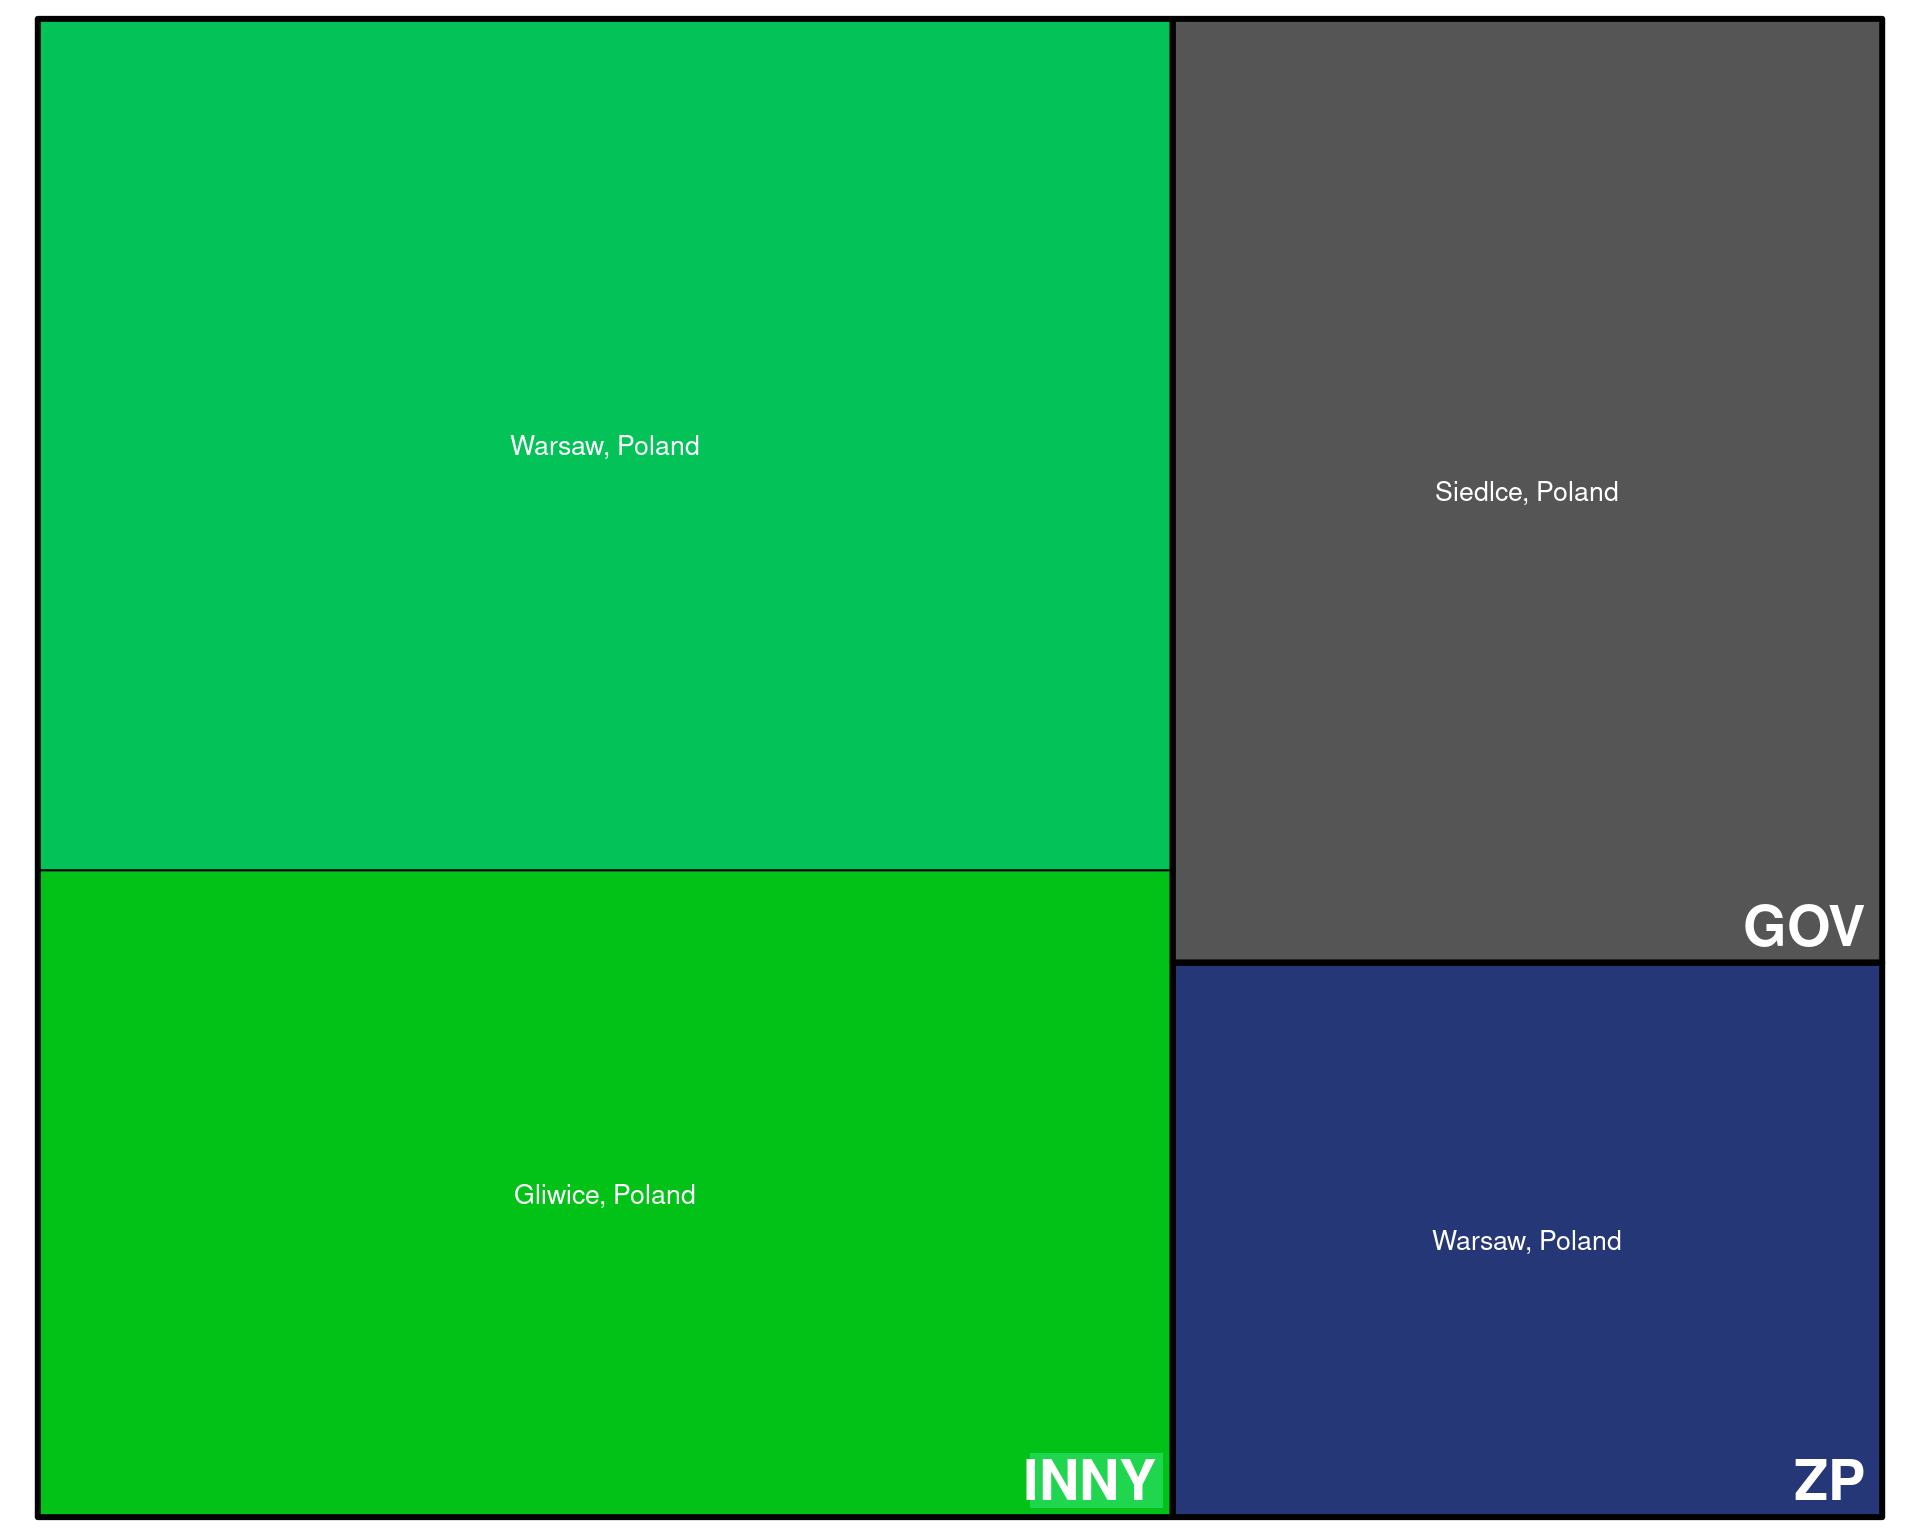 Warsaw, Poland
Gliwice, Poland
INNY
Siedlce, Poland
GOV
Warsaw, Poland
ZP